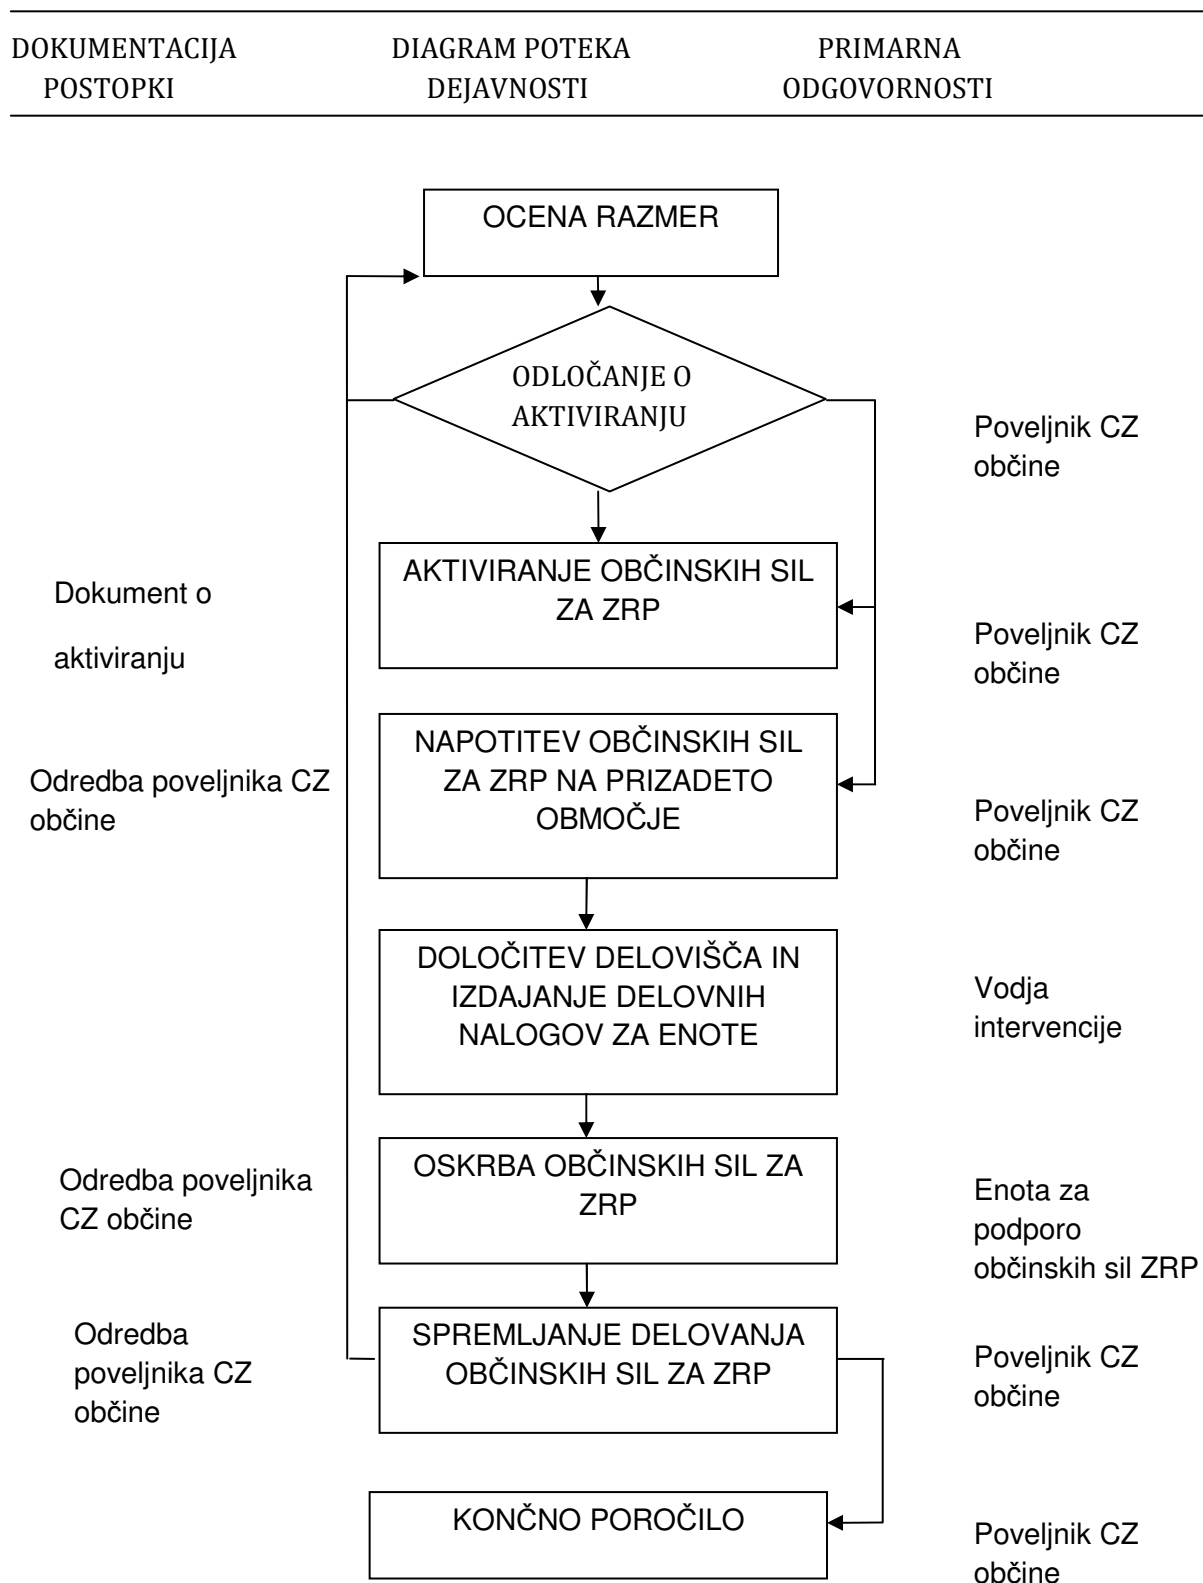 DOKUMENTACIJA
POSTOPKI
DIAGRAM POTEKA
DEJAVNOSTI
PRIMARNA
ODGOVORNOSTI
OCENA RAZMER
ODLOČANJE O
AKTIVIRANJU
Poveljnik CZ
občine
Dokument o
aktiviranju
AKTIVIRANJE OBČINSKIH SIL
ZA ZRP
Poveljnik CZ
občine
Odredba poveljnika CZ
občine
NAPOTITEV OBČINSKIH SIL
ZA ZRP NA PRIZADETO
OBMOČJE
Poveljnik CZ
občine
DOLOČITEV DELOVIŠČA IN
IZDAJANJE DELOVNIH
NALOGOV ZA ENOTE
Vodja
intervencije
Odredba poveljnika
CZ občine
OSKRBA OBČINSKIH SIL ZA
ZRP
Enota za
podporo
občinskih sil ZRP
Odredba
poveljnika CZ
občine
SPREMLJANJE DELOVANJA
OBČINSKIH SIL ZA ZRP
Poveljnik CZ
občine
KONČNO POROČILO
Poveljnik CZ
občine